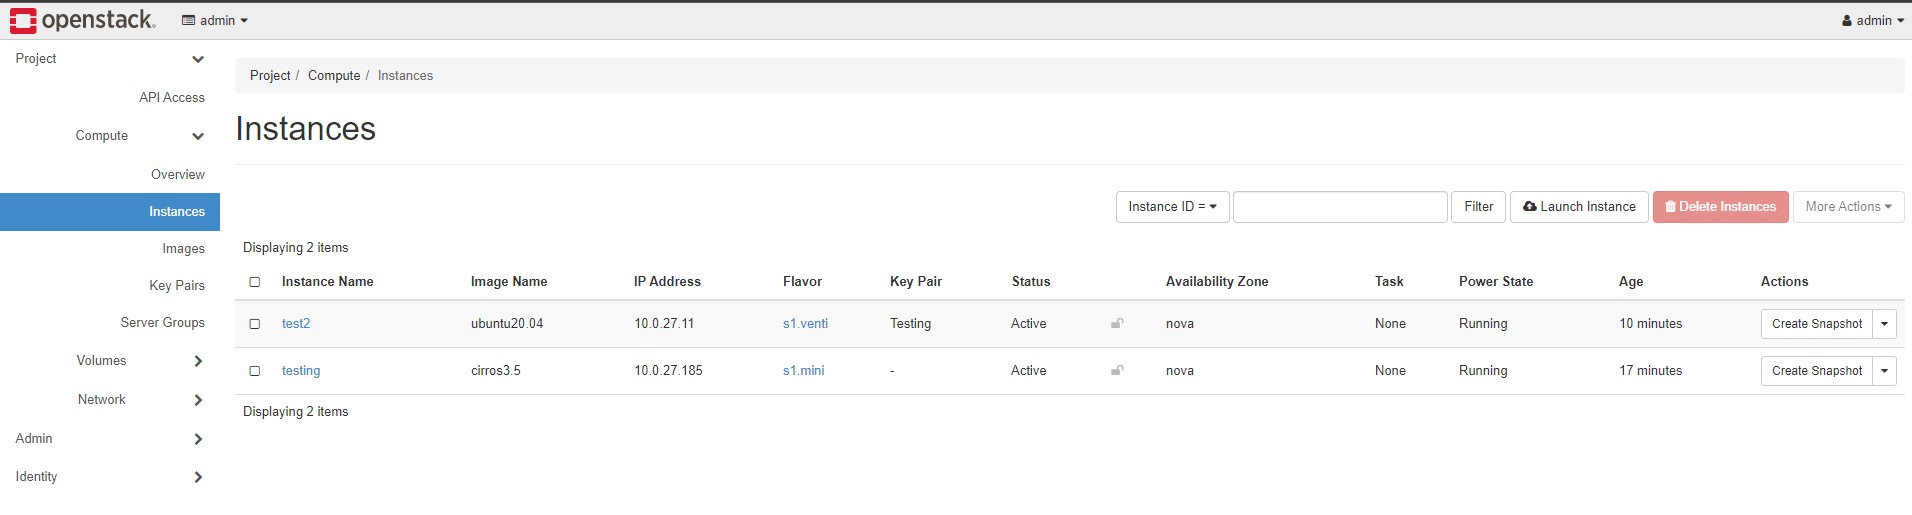 openstack. admin admin
Project
API Access
Compute
Overview
Instances
Images
Key Pairs
Server Groups
Volumes
Network
Admin
Identity
Project / Compute / Instances
Instances
Instance ID = Filter Launch Instance Delete Instances More Actions
Displaying 2 items
Instance Name Image Name IP Address Flavor Key Pair Status Availability Zone Task Power State Age Actions
test2 ubuntu20.04 10.0.27.11 s1.venti Testing Active nova None Running 10 minutes Create Snapshot
testing cirros3.5 10.0.27.185 s1.mini - Active nova None Running 17 minutes Create Snapshot
Displaying 2 items